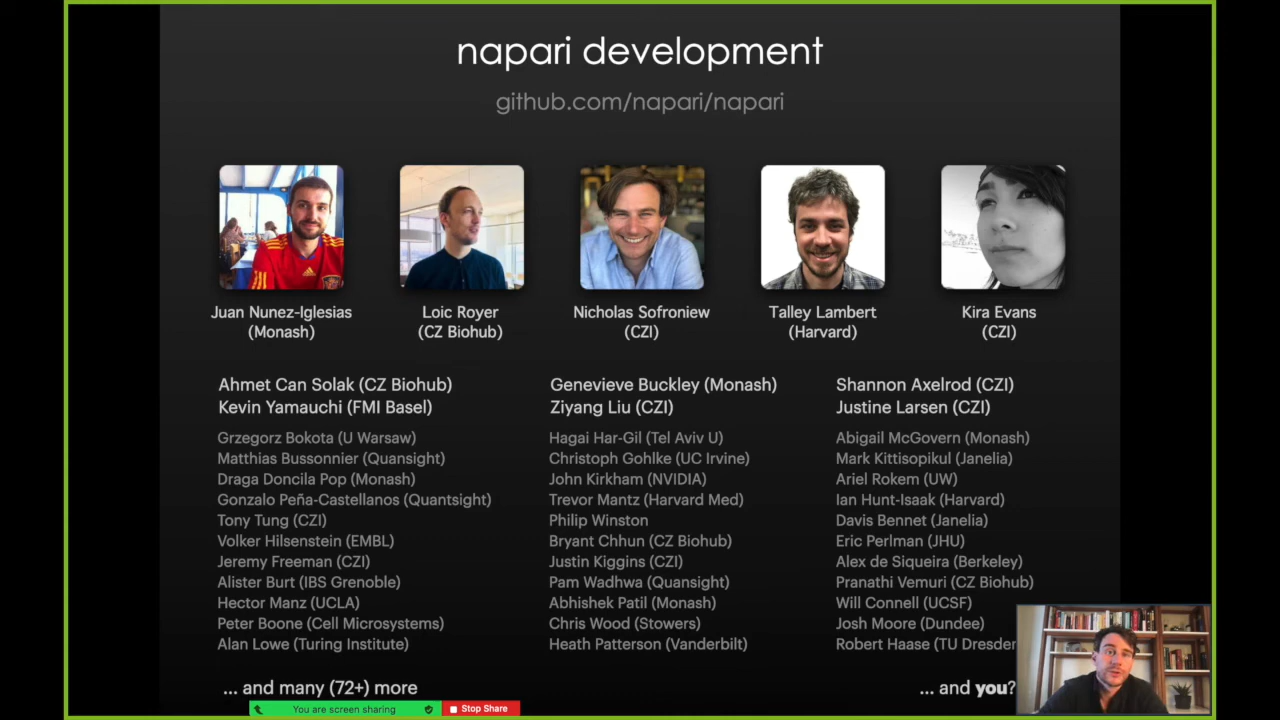 napari development
github.com/napari/napari
Juan Nunez-Iglesias
(Monash)
Loic Royer
(CZ Biohub)
Nicholas Sofroniew
(CZI)
Talley Lambert
(Harvard)
Kira Evans
(CZI)
Ahmet Can Solak (CZ Biohub)
Kevin Yamauchi (FMI Basel)
Genevieve Buckley (Monash)
Ziyang Liu (CZI)
Shannon Axelrod (CZI)
Justine Larsen (CZI)
Grzegorz Bokota (U Warsaw)
Matthias Bussonnier (Quansight)
Draga Doncila Pop (Monash)
Gonzalo Peña-Castellanos (Quantsight)
Tony Tung (CZI)
Volker Hilsenstein (EMBL)
Jeremy Freeman (CZI)
Alister Burt (IBS Grenoble)
Hector Manz (UCLA)
Peter Boone (Cell Microsystems)
Alan Lowe (Turing Institute)
Hagai Har-Gil (Tel Aviv U)
Christoph Gohlke (UC Irvine)
John Kirkham (NVIDIA)
Trevor Mantz (Harvard Med)
Philip Winston
Bryant Chhun (CZ Biohub)
Justin Kiggins (CZI)
Pam Wadhwa (Quansight)
Abhishek Patil (Monash)
Chris Wood (Stowers)
Heath Patterson (Vanderbilt)
Abigail McGovern (Monash)
Mark Kittisopikul (Janelia)
Ariel Rokem (UW)
Ian Hunt-Isaak (Harvard)
Davis Bennet (Janelia)
Eric Perlman (JHU)
Alex de Siqueira (Berkeley)
Pranathi Vemuri (CZ Biohub)
Will Connell (UCSF)
Josh Moore (Dundee)
Robert Haase (TU Dresden
... and many (72+) more
... and you?
You are screen sharing
Stop Share